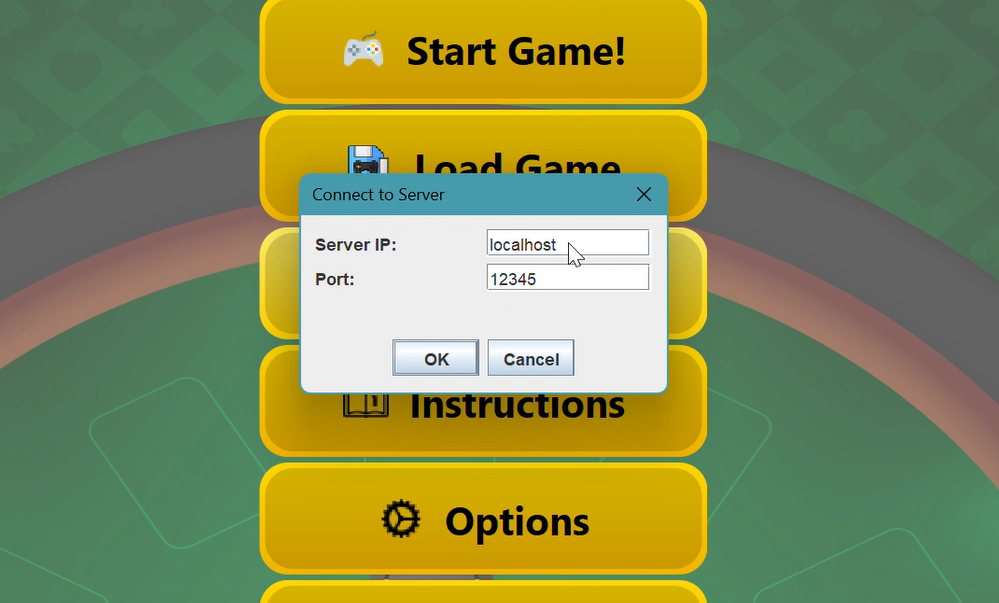 Start Game!
Load Game
Connect to Server
Server IP: localhost
Port: 12345
OK Cancel
Instructions
Options